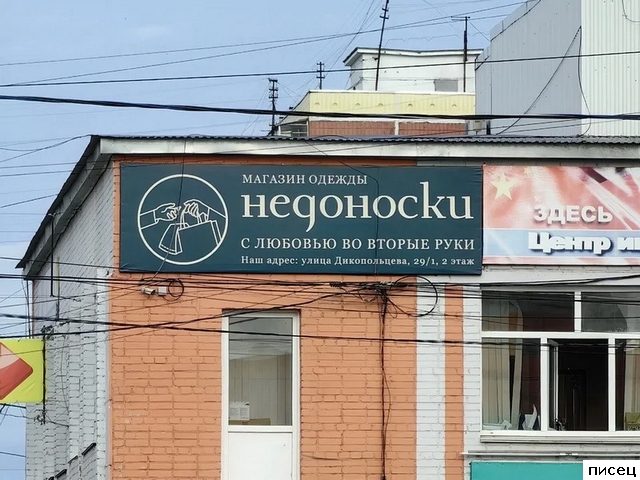 МАГАЗИН ОДЕЖДЫ
недоноски
С ЛЮБОВЬЮ ВО ВТОРЫЕ РУКИ
Наш адрес: улица Дикопольцева, 29/1, 2 этаж
ЗДЕСЬ
Центр
писец